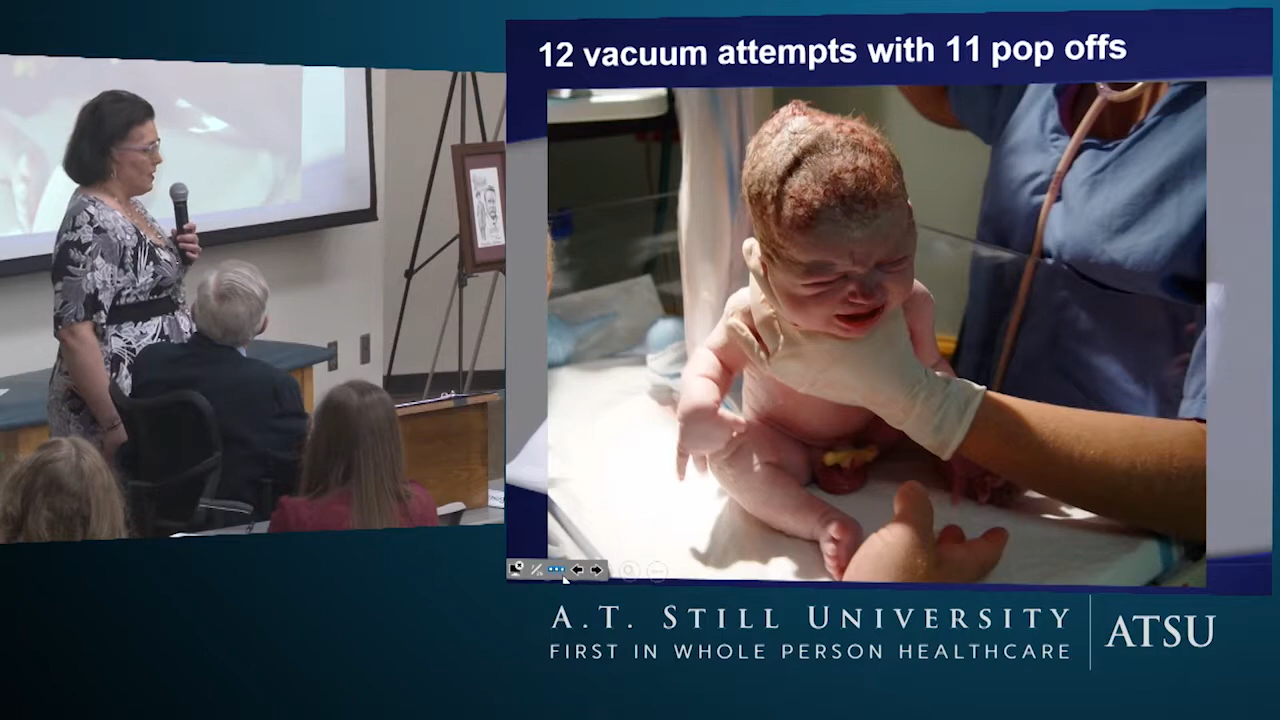 12 vacuum attempts with 11 pop offs
A.T. STILL UNIVERSITY
FIRST IN WHOLE PERSON HEALTHCARE
ATSU